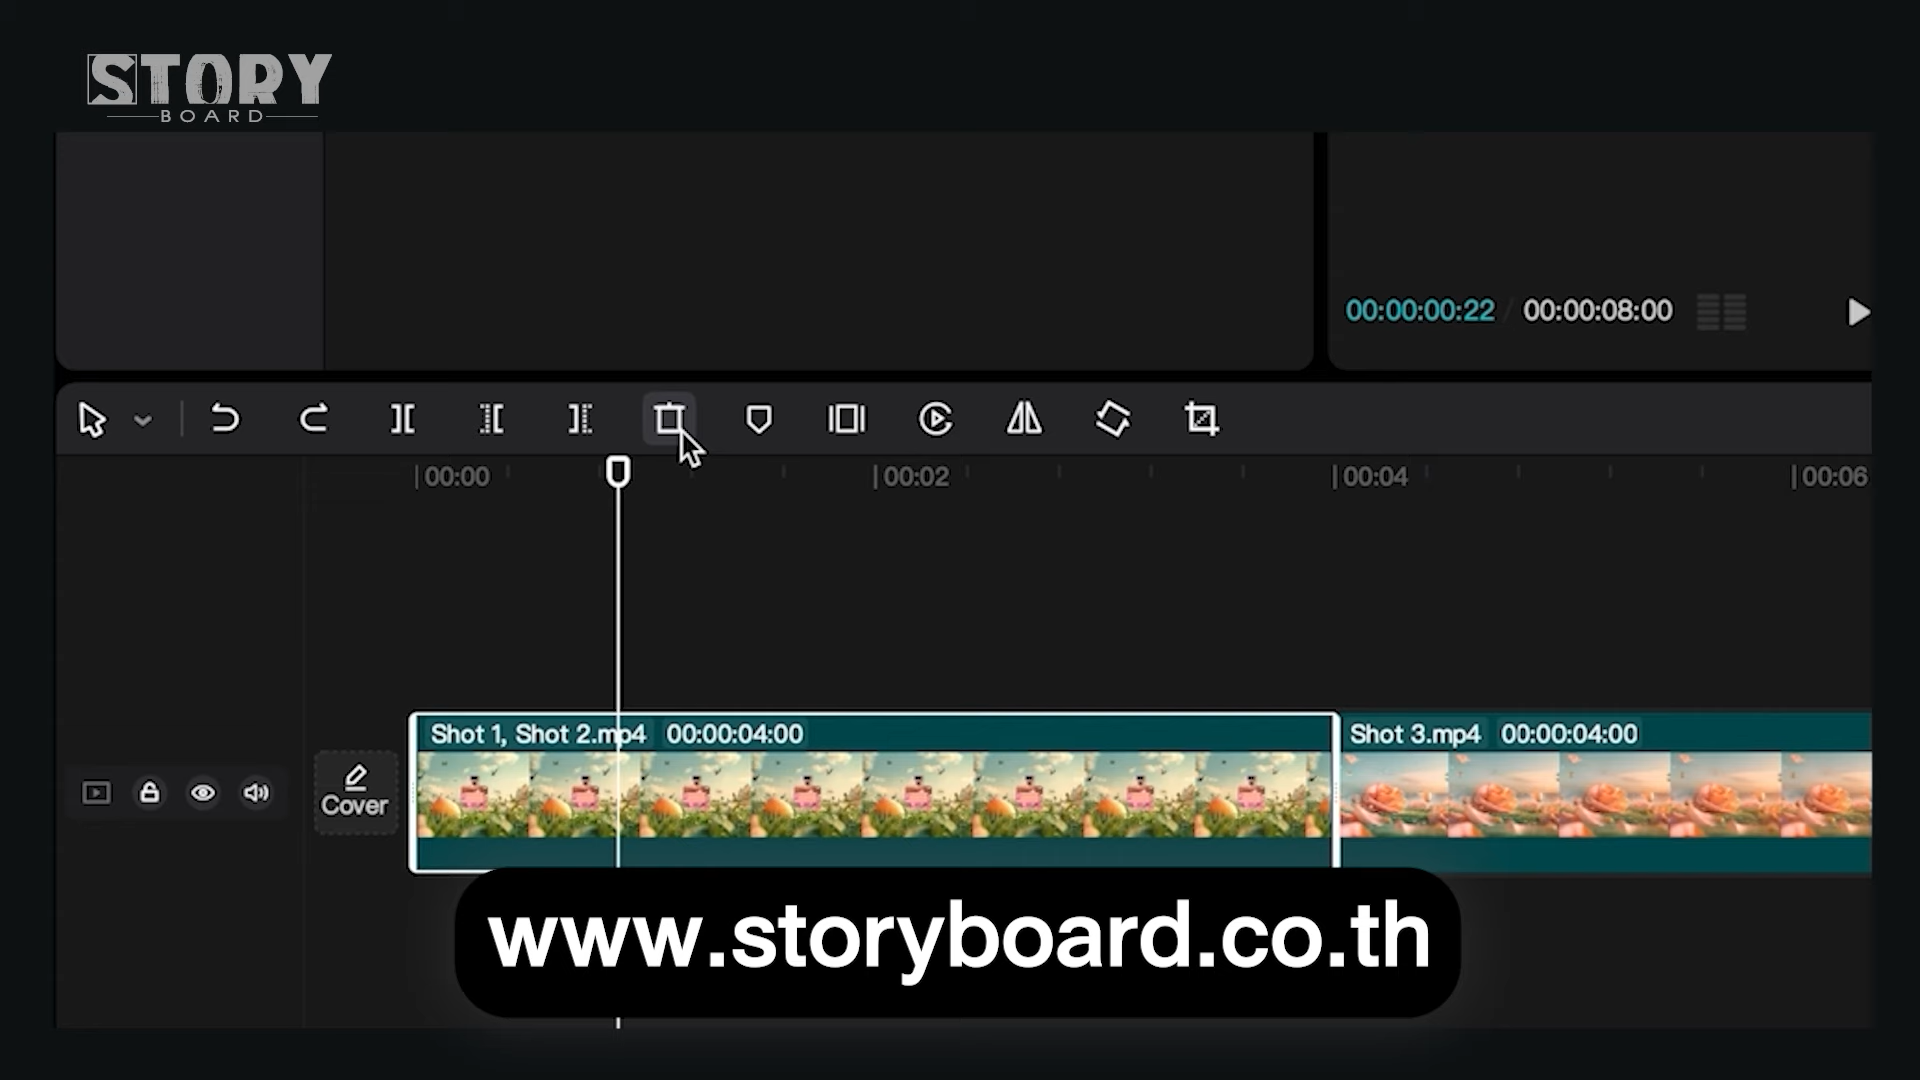 STORY
BOARD
00:00:00:22 / 00:00:08:00
00:00 00:02 00:04 00:06
Shot 1, Shot 2.mp4 00:00:04:00 Shot 3.mp4 00:00:04:00
Cover
www.storyboard.co.th